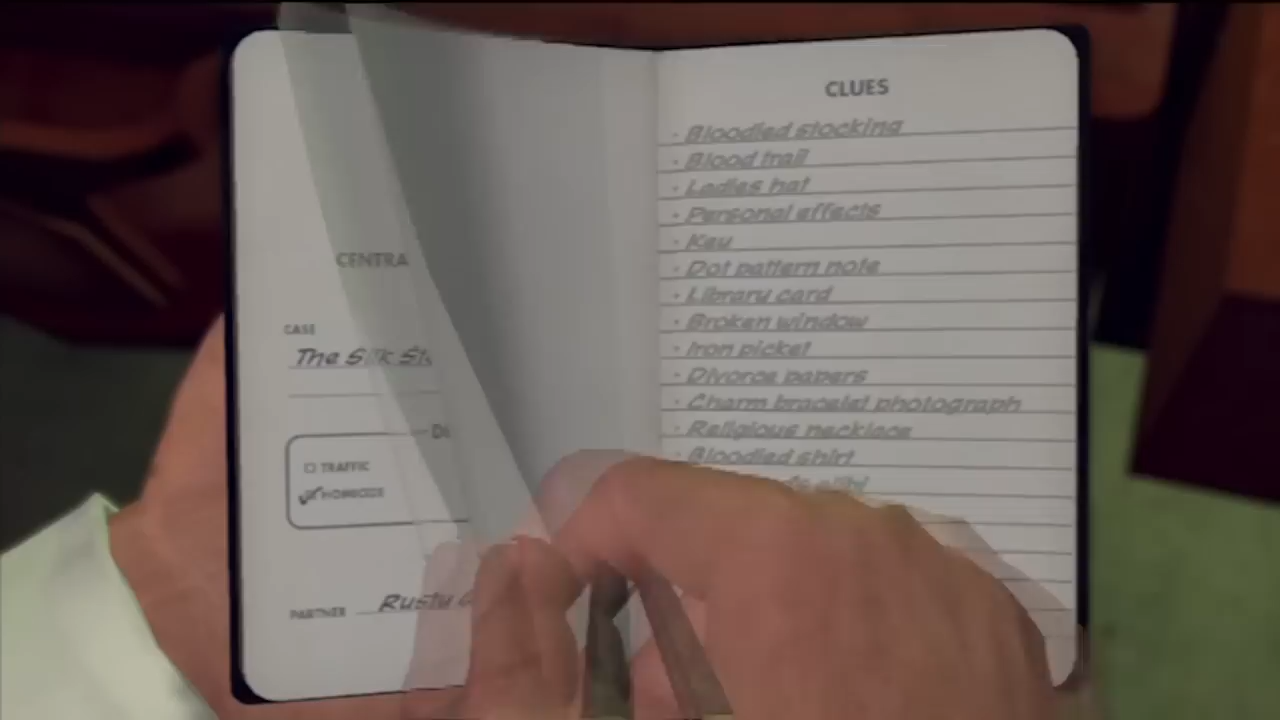 CENTRA
CASE
The Silk St
TRAFFIC
HOMICIDE
PARTNER Rusty G
CLUES
· Bloodied stocking
· Blood trail
· Ladies hat
· Personal effects
· Key
· Dot pattern note
· Library card
· Broken window
· Iron picket
· Divorce papers
· Charm bracelet photograph
· Religious necklace
· Bloodied shirt
alibi